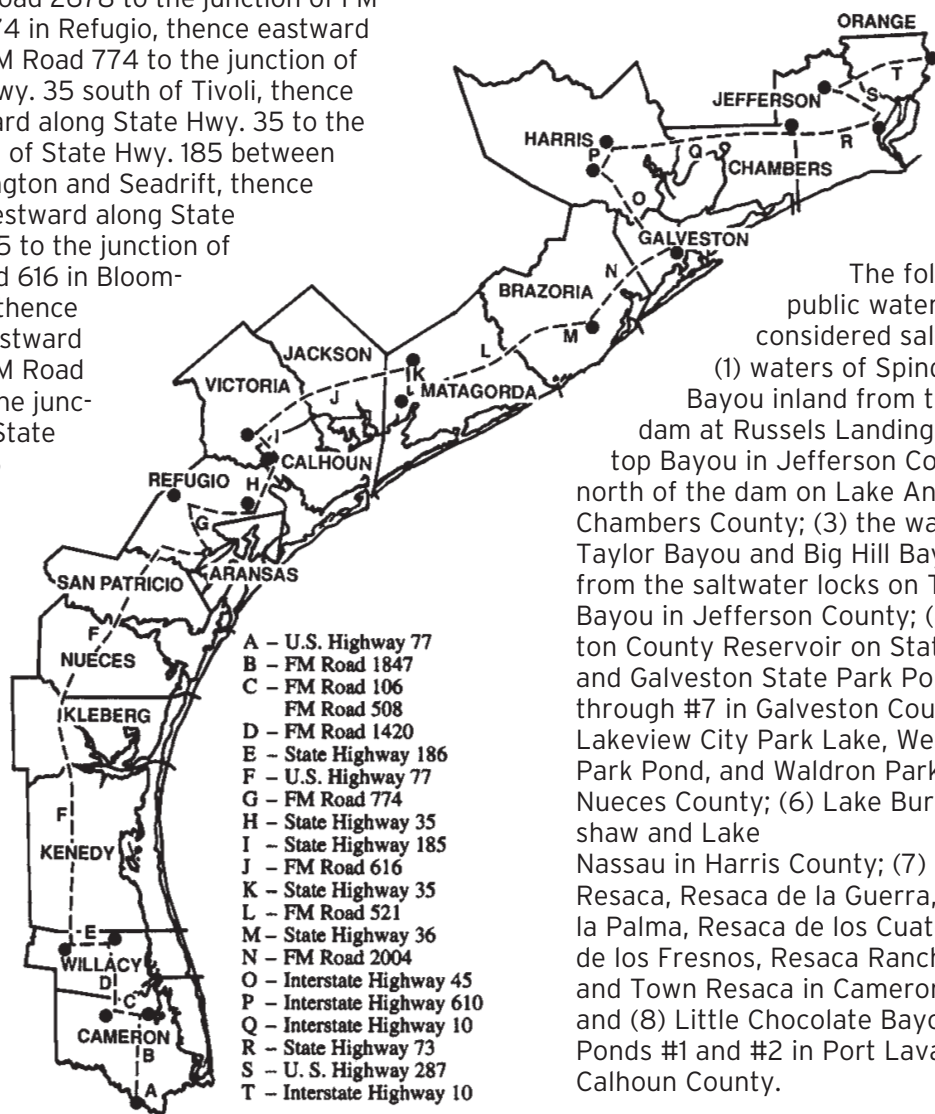 oad 2678 to the junction of FM
74 in Refugio, thence eastward
M Road 774 to the junction of
wy. 35 south of Tivoli, thence
ard along State Hwy. 35 to the
of State Hwy. 185 between
ngton and Seadrift, thence
estward along State
5 to the junction of
d 616 in Bloom-
thence
stward
M Road
he junc-
State
ORANGE
T
S
JEFFERSON
R
HARRIS
P
Q
CHAMBERS
O
GALVESTON
N
BRAZORIA
M
L
JACKSON
K
MATAGORDA
J
VICTORIA
I
CALHOUN
REFUGIO
H
G
ARANSAS
SAN PATRICIO
F
NUECES
KLEBERG
F
KENEDY
E
WILLACY
D
C
CAMERON
B
A
A – U.S. Highway 77
B – FM Road 1847
C – FM Road 106
FM Road 508
D – FM Road 1420
E – State Highway 186
F – U.S. Highway 77
G – FM Road 774
H – State Highway 35
I – State Highway 185
J – FM Road 616
K – State Highway 35
L – FM Road 521
M – State Highway 36
N – FM Road 2004
O – Interstate Highway 45
P – Interstate Highway 610
Q – Interstate Highway 10
R – State Highway 73
S – U. S. Highway 287
T – Interstate Highway 10
The fol
public water
considered sal
(1) waters of Spind
Bayou inland from t
dam at Russels Landing
top Bayou in Jefferson Co
north of the dam on Lake An
Chambers County; (3) the wa
Taylor Bayou and Big Hill Bay
from the saltwater locks on T
Bayou in Jefferson County; (
ton County Reservoir on Stat
and Galveston State Park Po
through #7 in Galveston Cou
Lakeview City Park Lake, We
Park Pond, and Waldron Park
Nueces County; (6) Lake Bur
shaw and Lake
Nassau in Harris County; (7)
Resaca, Resaca de la Guerra,
la Palma, Resaca de los Cuat
de los Fresnos, Resaca Ranch
and Town Resaca in Cameron
and (8) Little Chocolate Bayo
Ponds #1 and #2 in Port Lava
Calhoun County.